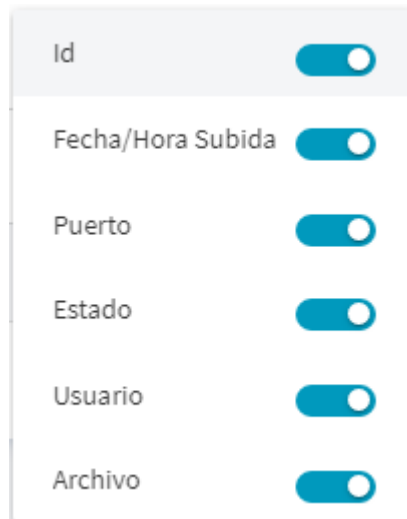 Id
Fecha/Hora Subida
Puerto
Estado
Usuario
Archivo